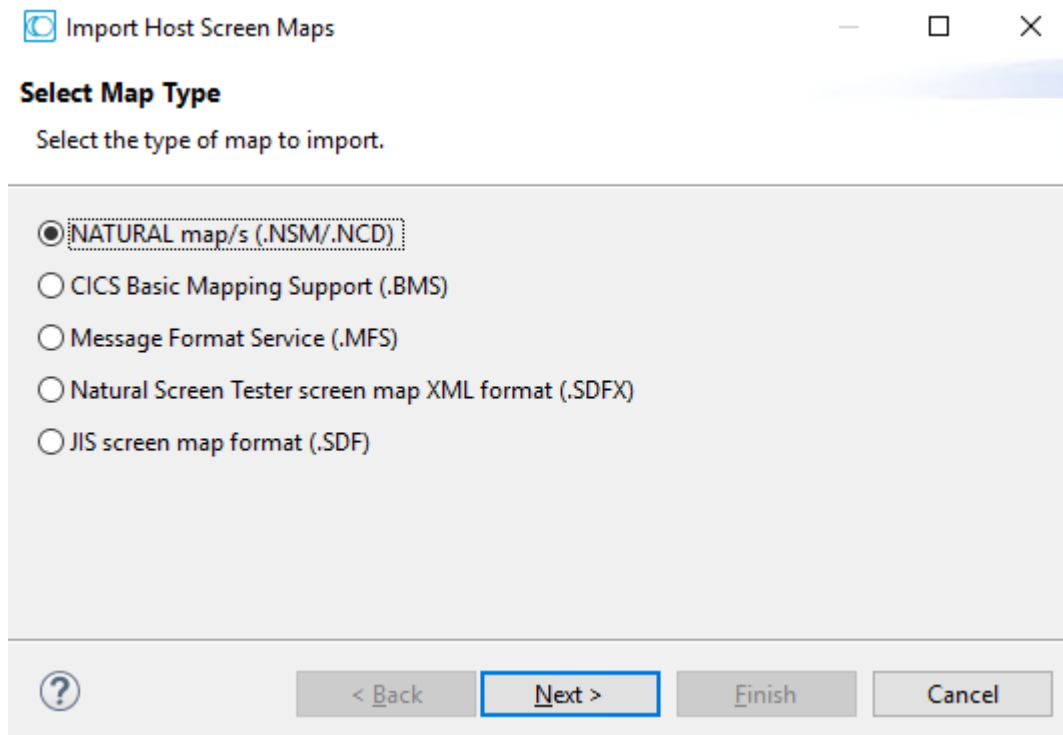 Import Host Screen Maps
Select Map Type
Select the type of map to import.
NATURAL map/s (.NSM/.NCD)
CICS Basic Mapping Support (.BMS)
Message Format Service (.MFS)
Natural Screen Tester screen map XML format (.SDFX)
JIS screen map format (.SDF)
? < Back Next > Finish Cancel